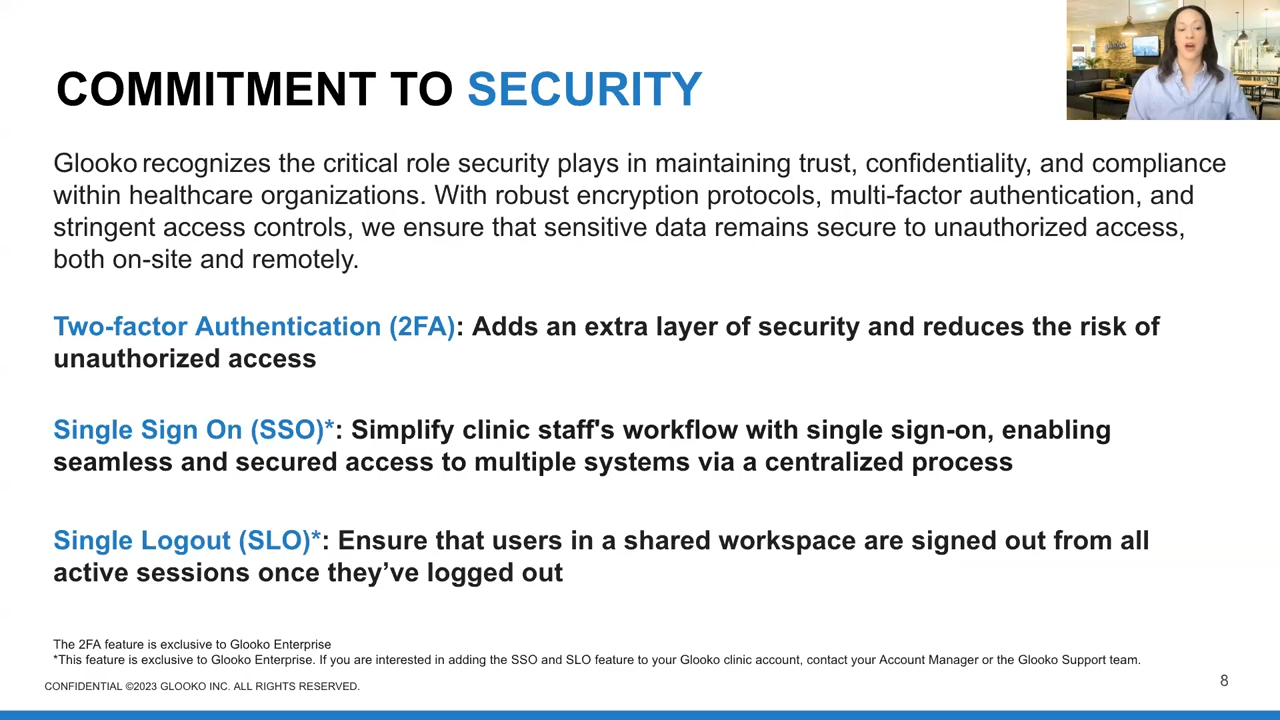 COMMITMENT TO SECURITY
glooko
Glooko recognizes the critical role security plays in maintaining trust, confidentiality, and compliance
within healthcare organizations. With robust encryption protocols, multi-factor authentication, and
stringent access controls, we ensure that sensitive data remains secure to unauthorized access,
both on-site and remotely.
Two-factor Authentication (2FA): Adds an extra layer of security and reduces the risk of
unauthorized access
Single Sign On (SSO)*: Simplify clinic staff's workflow with single sign-on, enabling
seamless and secured access to multiple systems via a centralized process
Single Logout (SLO)*: Ensure that users in a shared workspace are signed out from all
active sessions once they’ve logged out
The 2FA feature is exclusive to Glooko Enterprise
*This feature is exclusive to Glooko Enterprise. If you are interested in adding the SSO and SLO feature to your Glooko clinic account, contact your Account Manager or the Glooko Support team.
CONFIDENTIAL ©2023 GLOOKO INC. ALL RIGHTS RESERVED.
8